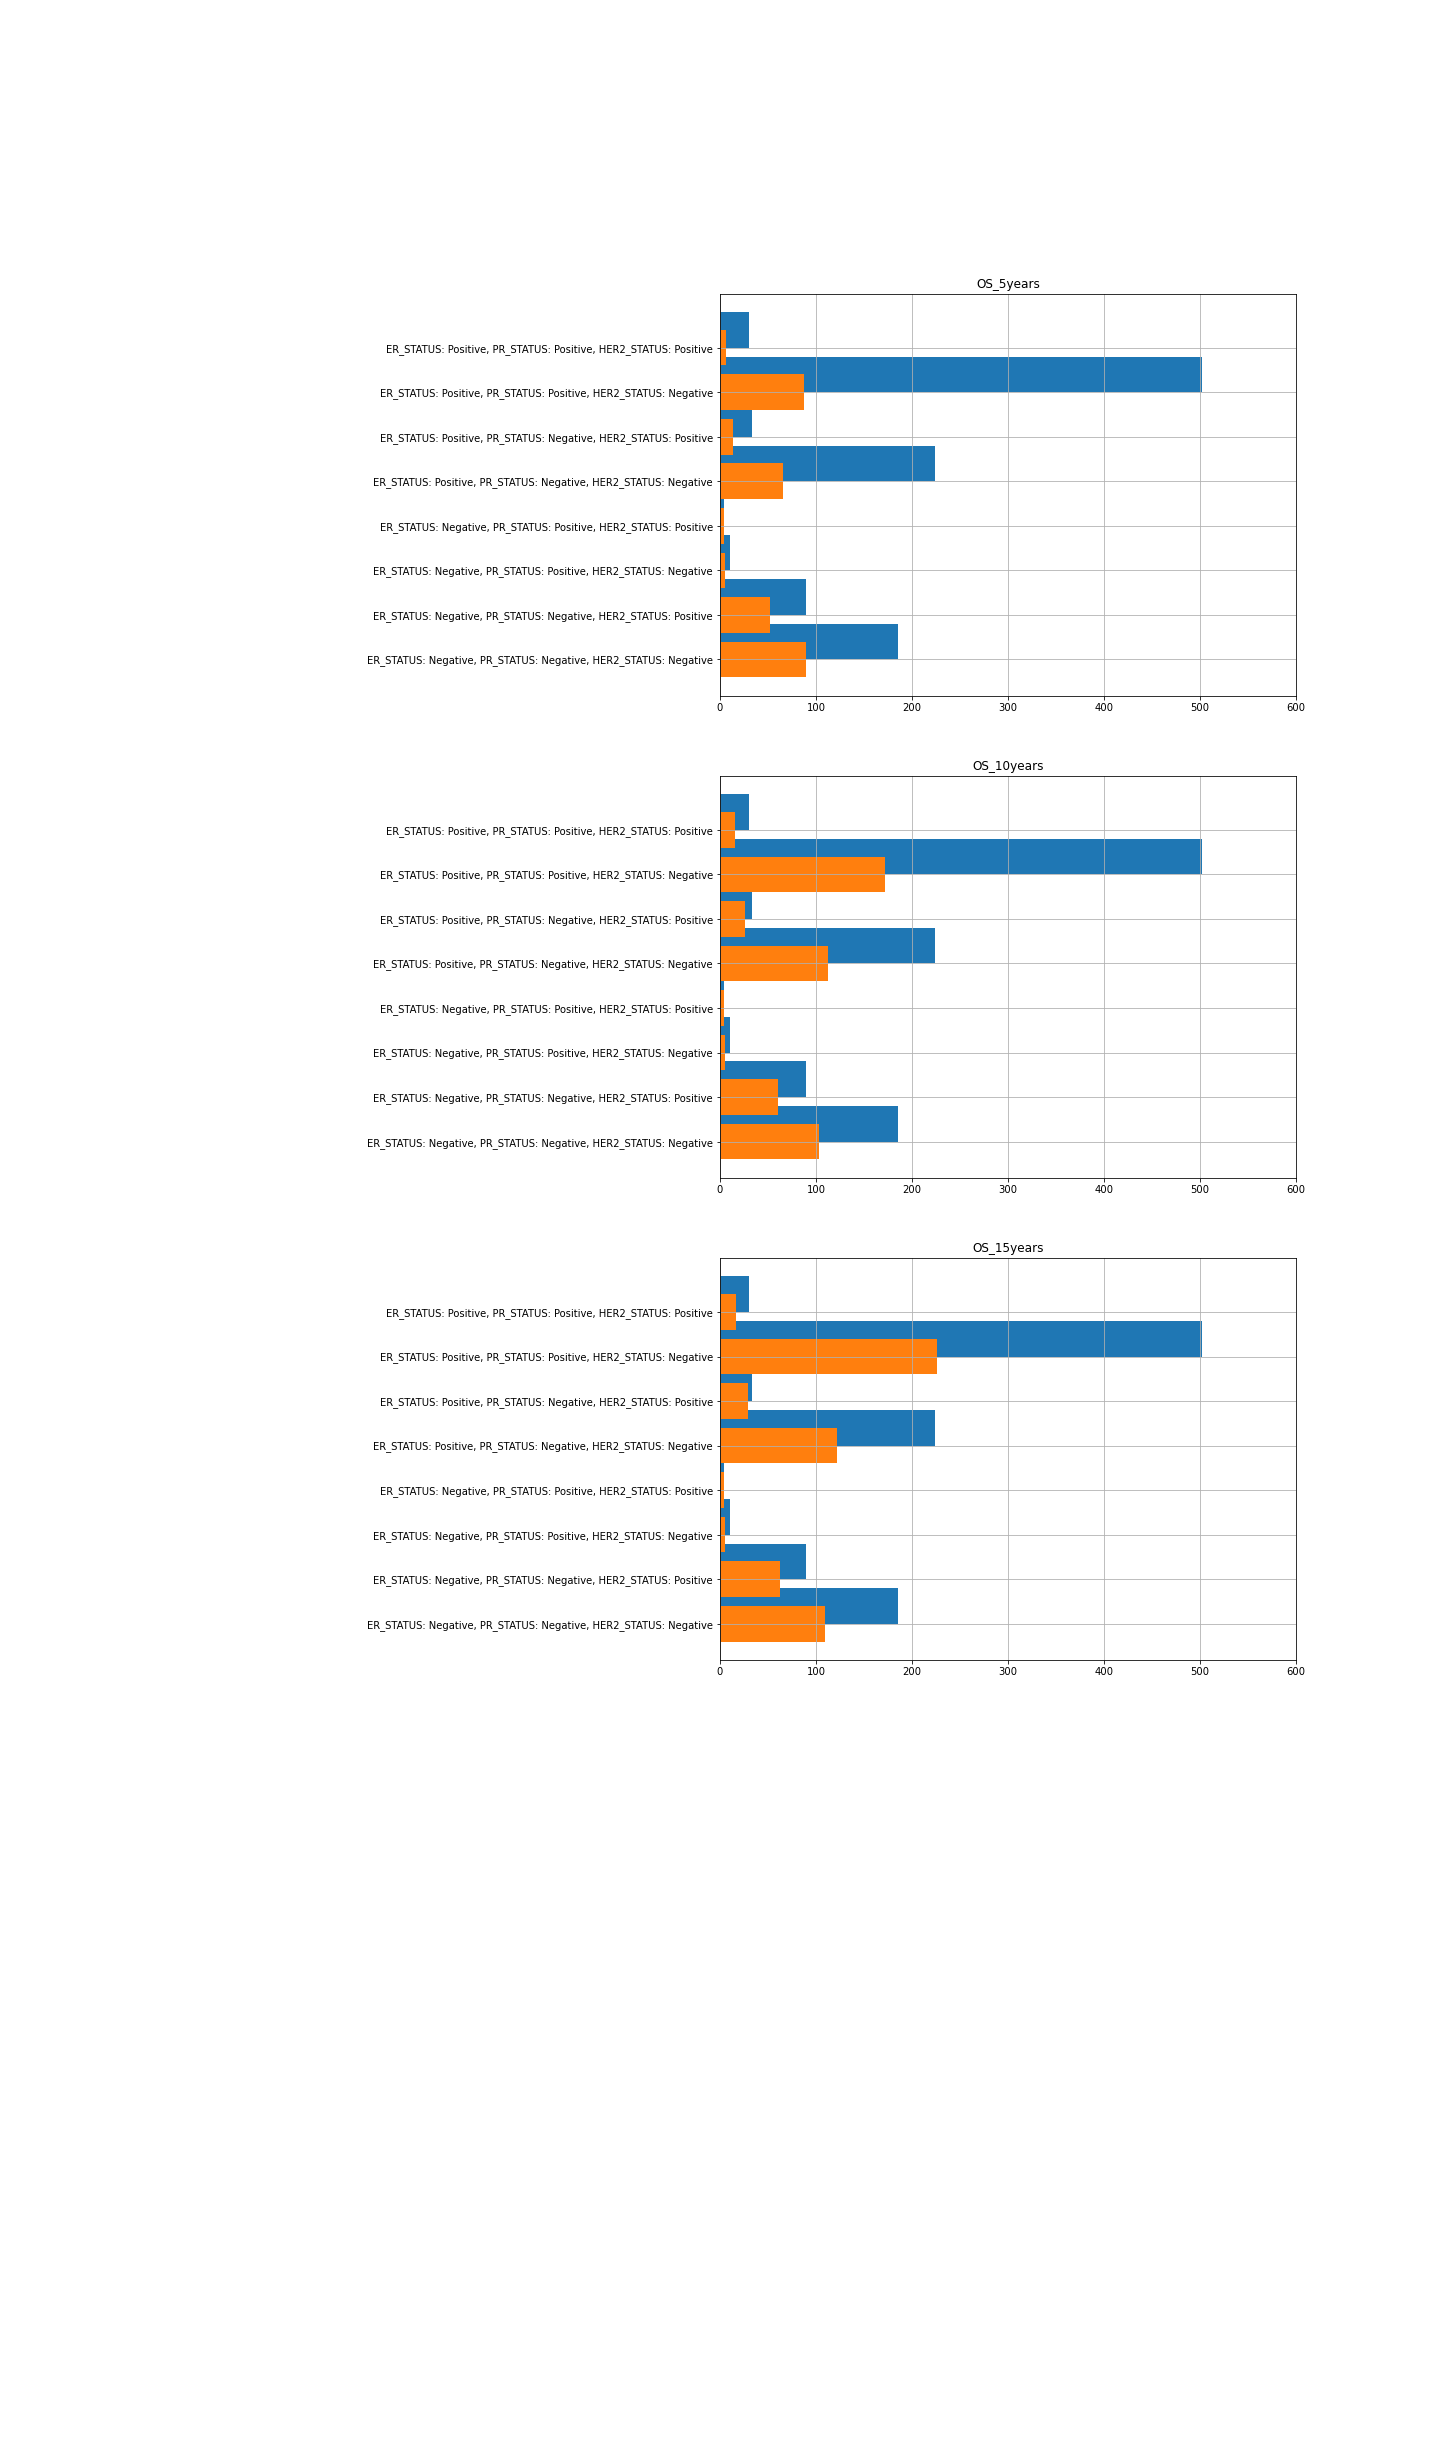 OS_5years
ER_STATUS: Positive, PR_STATUS: Positive, HER2_STATUS: Positive
ER_STATUS: Positive, PR_STATUS: Positive, HER2_STATUS: Negative
ER_STATUS: Positive, PR_STATUS: Negative, HER2_STATUS: Positive
ER_STATUS: Positive, PR_STATUS: Negative, HER2_STATUS: Negative
ER_STATUS: Negative, PR_STATUS: Positive, HER2_STATUS: Positive
ER_STATUS: Negative, PR_STATUS: Positive, HER2_STATUS: Negative
ER_STATUS: Negative, PR_STATUS: Negative, HER2_STATUS: Positive
ER_STATUS: Negative, PR_STATUS: Negative, HER2_STATUS: Negative
0 100 200 300 400 500 600
OS_10years
ER_STATUS: Positive, PR_STATUS: Positive, HER2_STATUS: Positive
ER_STATUS: Positive, PR_STATUS: Positive, HER2_STATUS: Negative
ER_STATUS: Positive, PR_STATUS: Negative, HER2_STATUS: Positive
ER_STATUS: Positive, PR_STATUS: Negative, HER2_STATUS: Negative
ER_STATUS: Negative, PR_STATUS: Positive, HER2_STATUS: Positive
ER_STATUS: Negative, PR_STATUS: Positive, HER2_STATUS: Negative
ER_STATUS: Negative, PR_STATUS: Negative, HER2_STATUS: Positive
ER_STATUS: Negative, PR_STATUS: Negative, HER2_STATUS: Negative
0 100 200 300 400 500 600
OS_15years
ER_STATUS: Positive, PR_STATUS: Positive, HER2_STATUS: Positive
ER_STATUS: Positive, PR_STATUS: Positive, HER2_STATUS: Negative
ER_STATUS: Positive, PR_STATUS: Negative, HER2_STATUS: Positive
ER_STATUS: Positive, PR_STATUS: Negative, HER2_STATUS: Negative
ER_STATUS: Negative, PR_STATUS: Positive, HER2_STATUS: Positive
ER_STATUS: Negative, PR_STATUS: Positive, HER2_STATUS: Negative
ER_STATUS: Negative, PR_STATUS: Negative, HER2_STATUS: Positive
ER_STATUS: Negative, PR_STATUS: Negative, HER2_STATUS: Negative
0 100 200 300 400 500 600